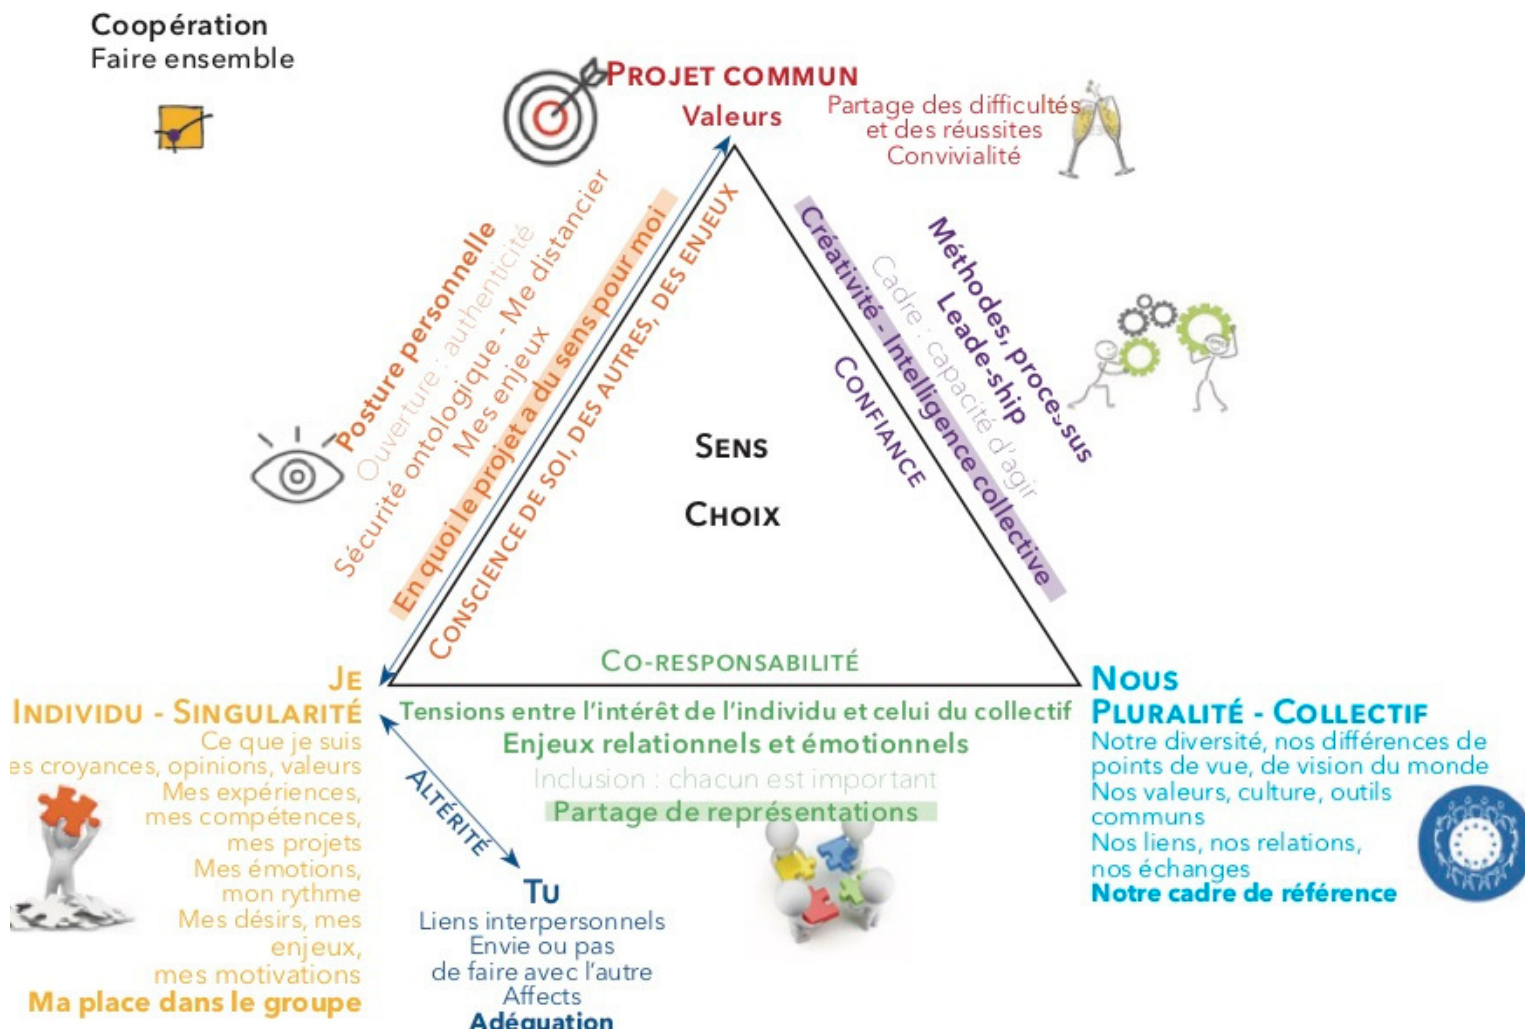 Coopération
Faire ensemble
PROJET COMMUN
Valeurs
Partage des difficultés
et des réussites
Convivialité
Posture personnelle
Ouverture : authenticité
Sécurité ontologique - Me distancier
Mes enjeux
En quoi le projet a du sens pour moi
CONSCIENCE DE SOI, DES AUTRES, DES ENJEUX
SENS
CHOIX
Méthodes, processus
Leade-ship
Cadre : capacité d'agir
Créativité - Intelligence collective
CONFIANCE
CO-RESPONSABILITÉ
Tensions entre l'intérêt de l'individu et celui du collectif
Enjeux relationnels et émotionnels
Inclusion : chacun est important
Partage de représentations
JE
INDIVIDU - SINGULARITÉ
Ce que je suis
es croyances, opinions, valeurs
Mes expériences,
mes compétences,
mes projets
Mes émotions,
mon rythme
Mes désirs, mes
enjeux,
mes motivations
Ma place dans le groupe
ALTÉRITÉ
TU
Liens interpersonnels
Envie ou pas
de faire avec l'autre
Affects
Adéquation
NOUS
PLURALITÉ - COLLECTIF
Notre diversité, nos différences de
points de vue, de vision du monde
Nos valeurs, culture, outils
communs
Nos liens, nos relations,
nos échanges
Notre cadre de référence